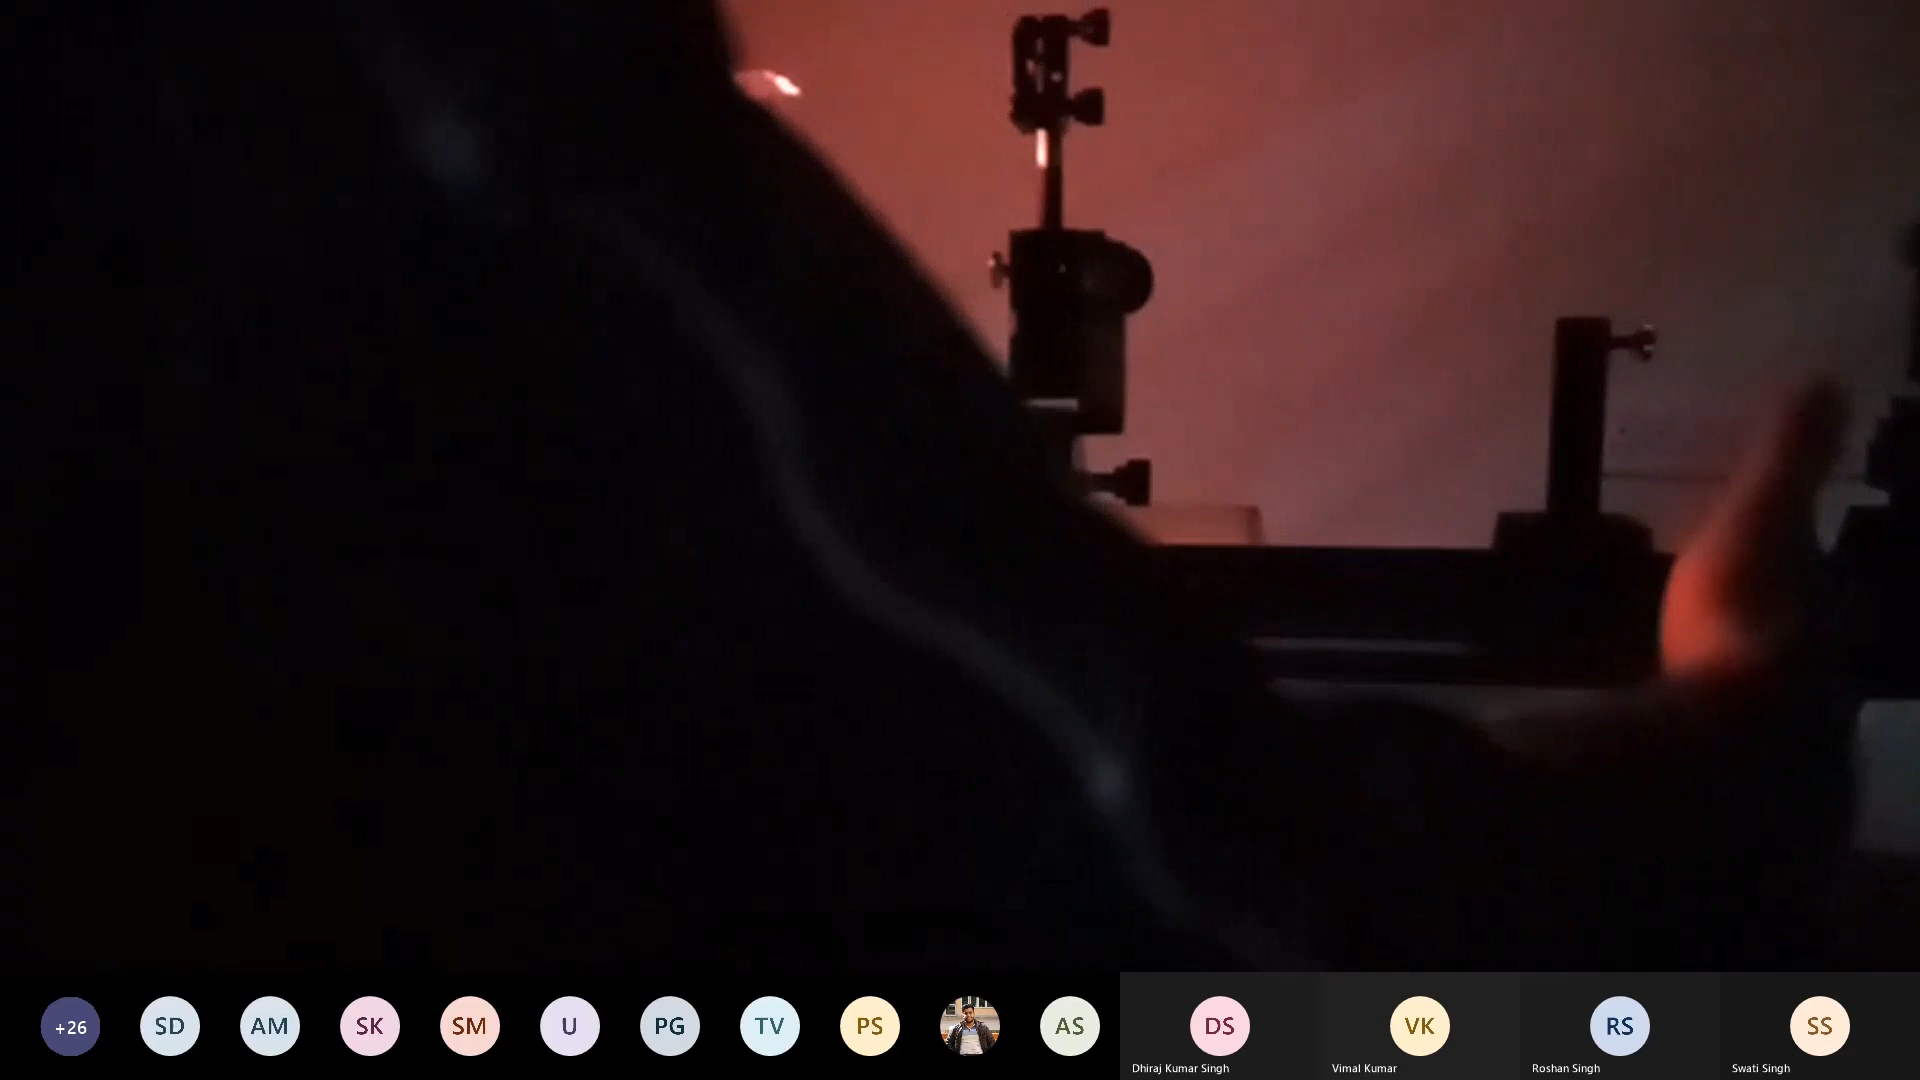 +26
SD
AM
SK
SM
U
PG
TV
PS
AS
DS
VK
RS
SS
Dhiraj Kumar Singh
Vimal Kumar
Roshan Singh
Swati Singh